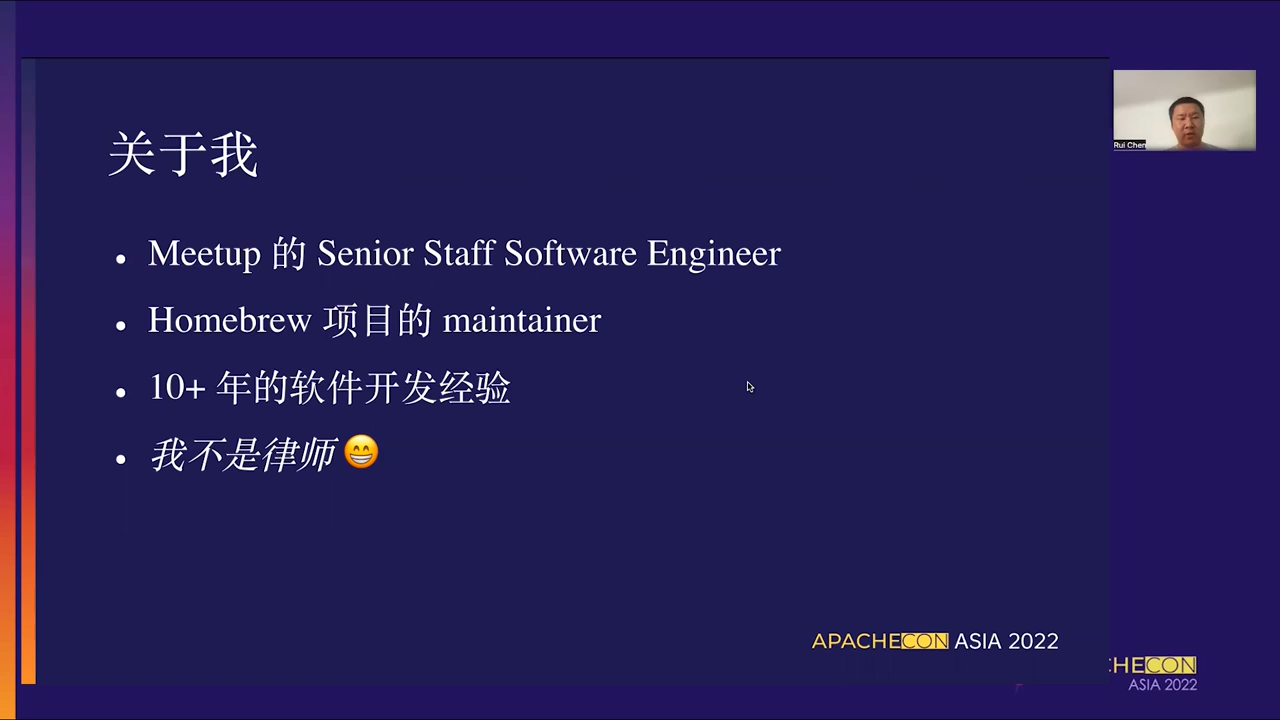 关于我
Meetup 的 Senior Staff Software Engineer
Homebrew 项目的 maintainer
10+ 年的软件开发经验
我不是律师😁
APACHECON ASIA 2022
Rui Chen
CHECON
ASIA 2022